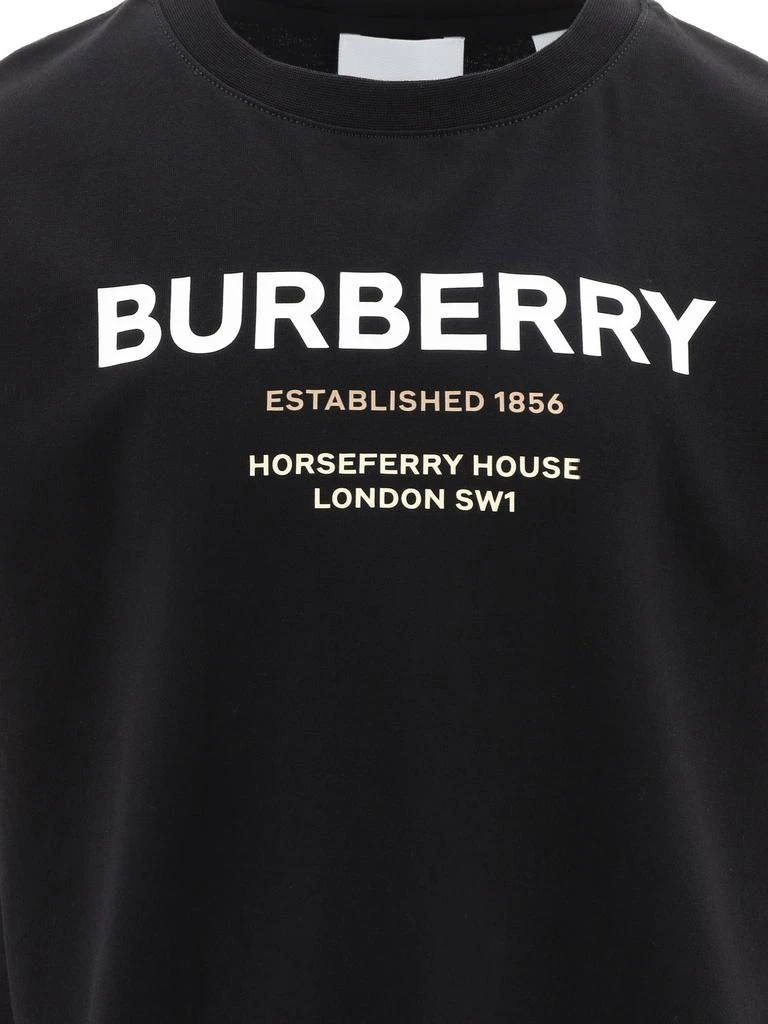 BURBERRY
ESTABLISHED 1856
HORSEFERRY HOUSE
LONDON SW1